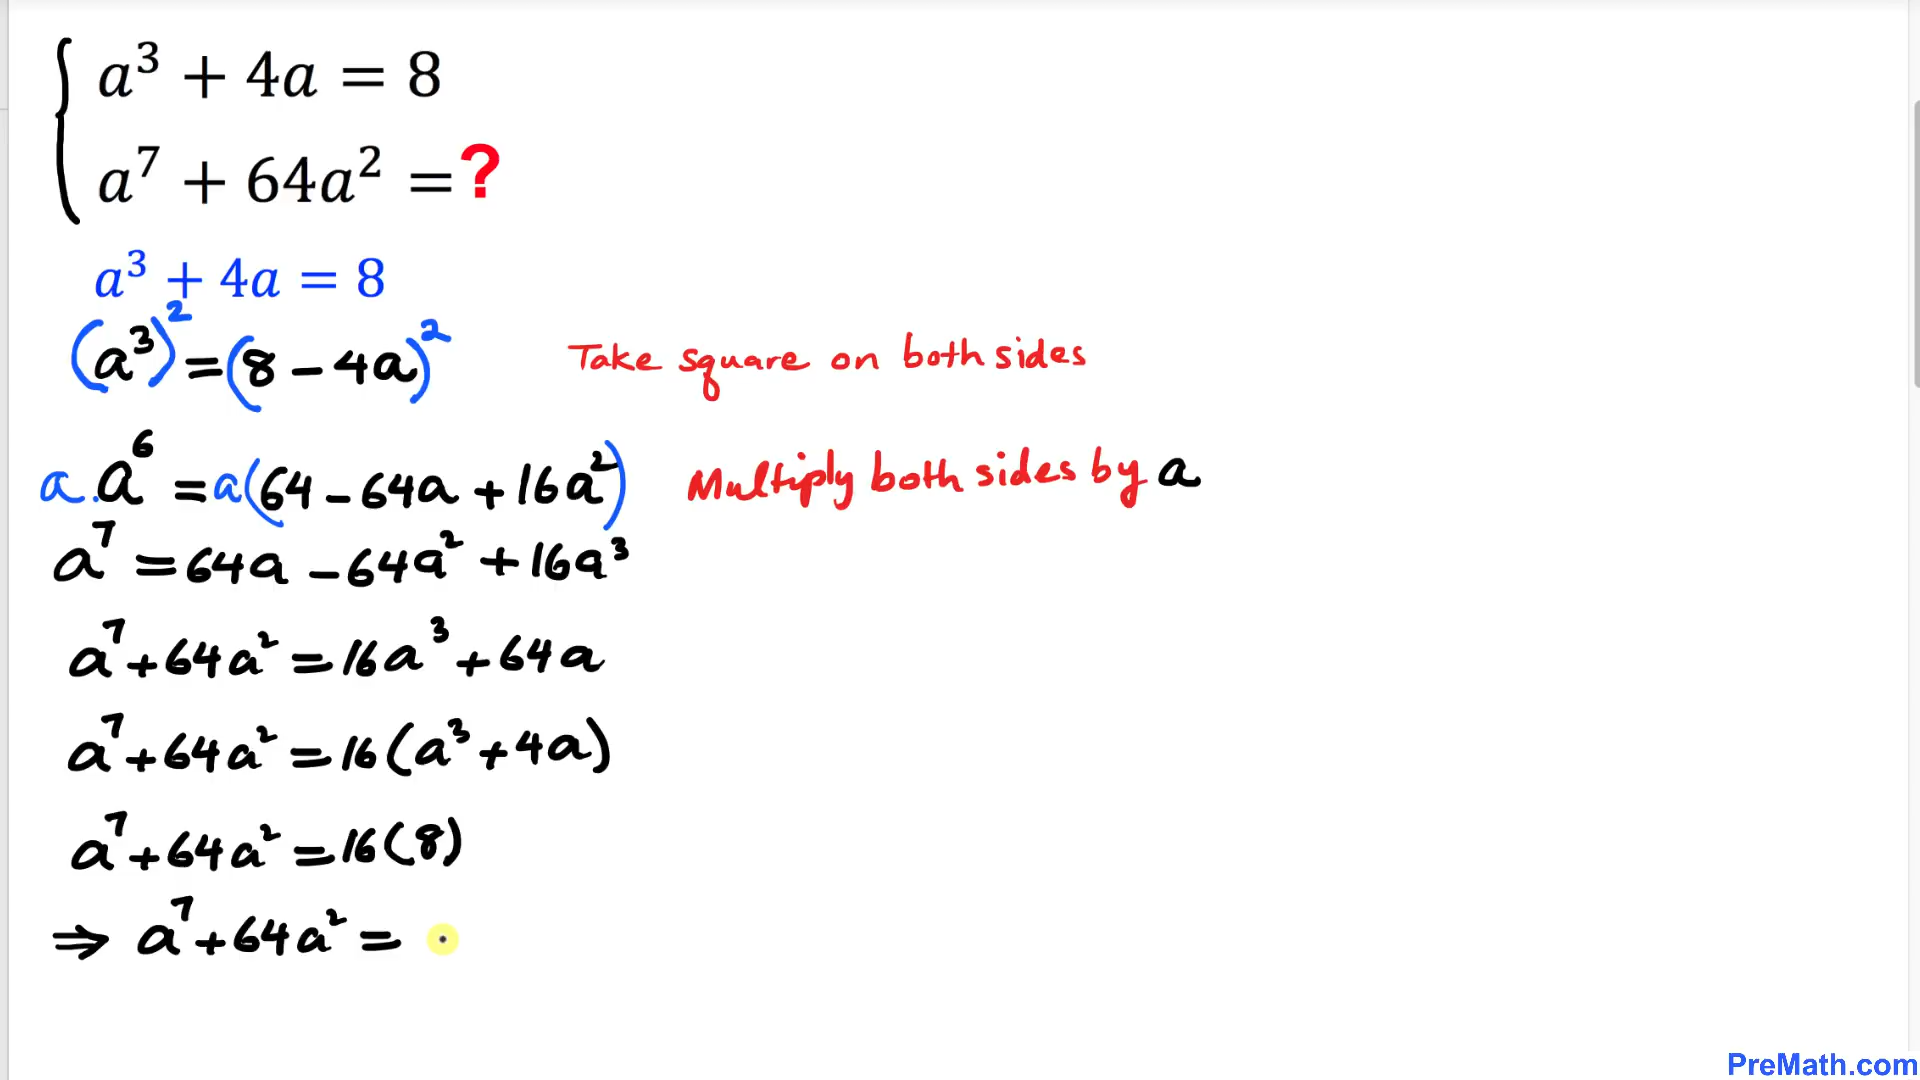 a³ + 4a = 8
a⁷ + 64a² = ?
a³ + 4a = 8
(a³)² = (8 − 4a)² Take square on both sides
a · a⁶ = a(64 − 64a + 16a²) Multiply both sides by a
a⁷ = 64a − 64a² + 16a³
a⁷ + 64a² = 16a³ + 64a
a⁷ + 64a² = 16(a³ + 4a)
a⁷ + 64a² = 16(8)
⇒ a⁷ + 64a² =
PreMath.com